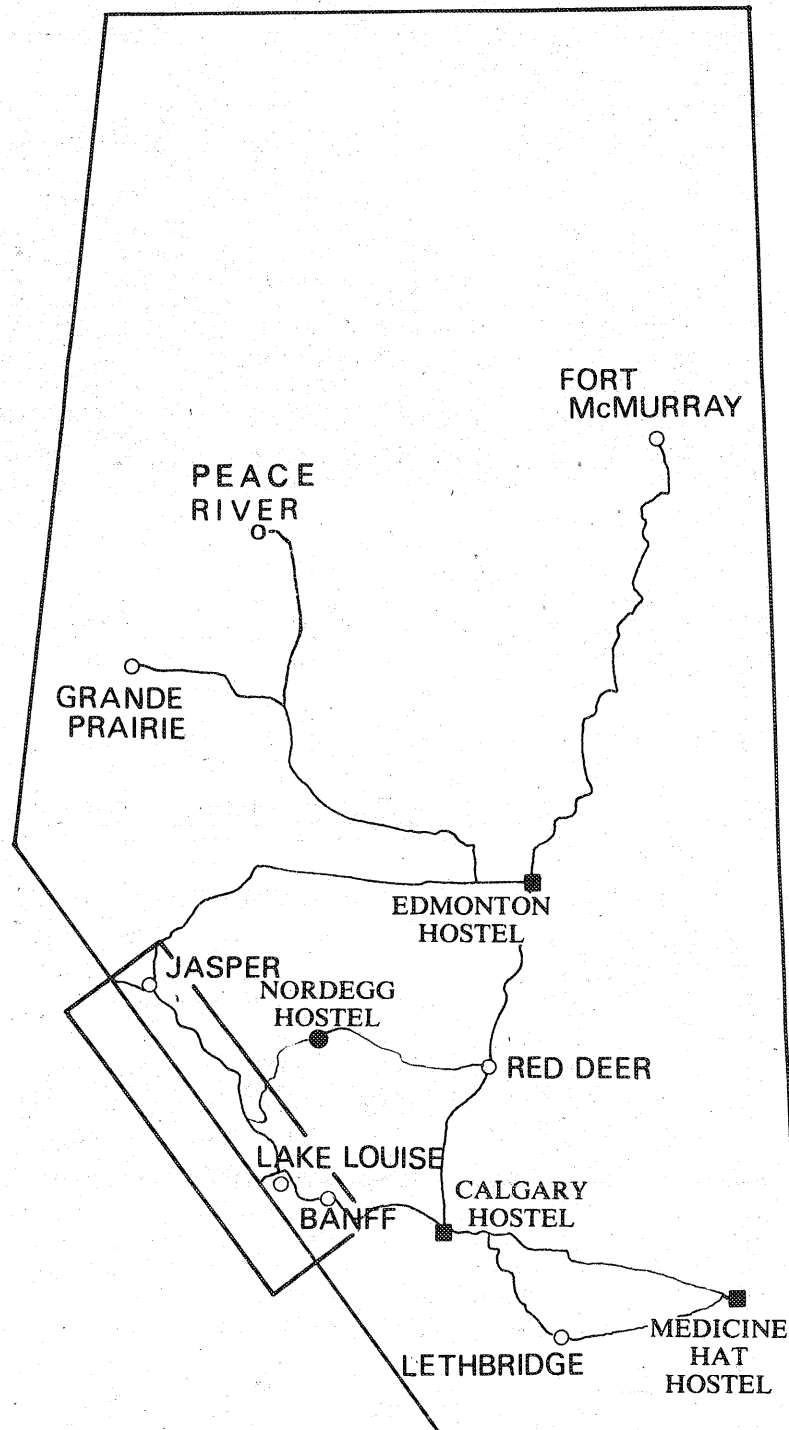 FORT
McMURRAY
PEACE
RIVER
GRANDE
PRAIRIE
EDMONTON
HOSTEL
JASPER
NORDEGG
HOSTEL
RED DEER
LAKE LOUISE
CALGARY
HOSTEL
BANFF
MEDICINE
HAT
HOSTEL
LETHBRIDGE